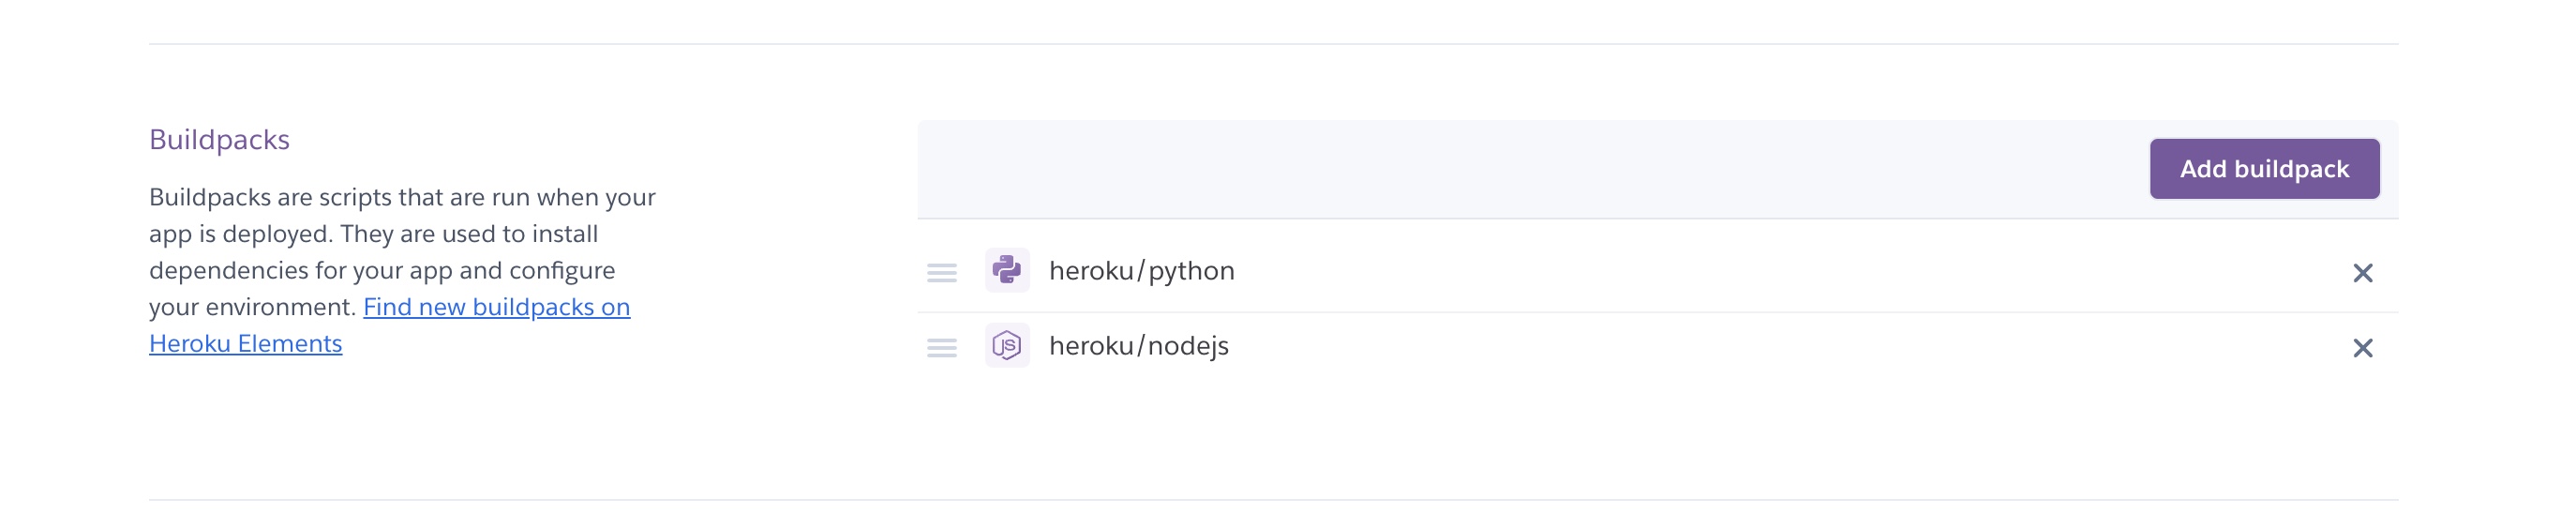 Buildpacks
Buildpacks are scripts that are run when your
app is deployed. They are used to install
dependencies for your app and configure
your environment. Find new buildpacks on
Heroku Elements
Add buildpack
heroku/python
JS heroku/nodejs